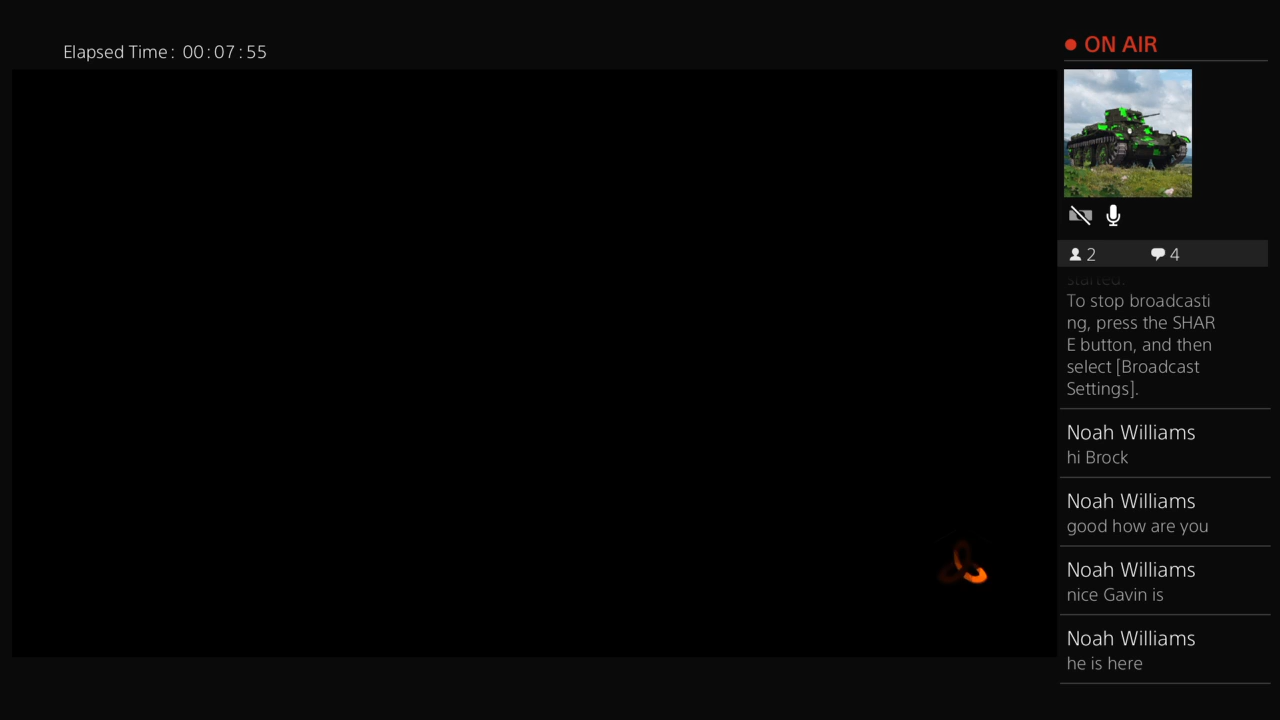 Elapsed Time: 00:07:55
ON AIR
2
4
started.
To stop broadcasti
ng, press the SHAR
E button, and then
select [Broadcast
Settings].
Noah Williams
hi Brock
Noah Williams
good how are you
Noah Williams
nice Gavin is
Noah Williams
he is here